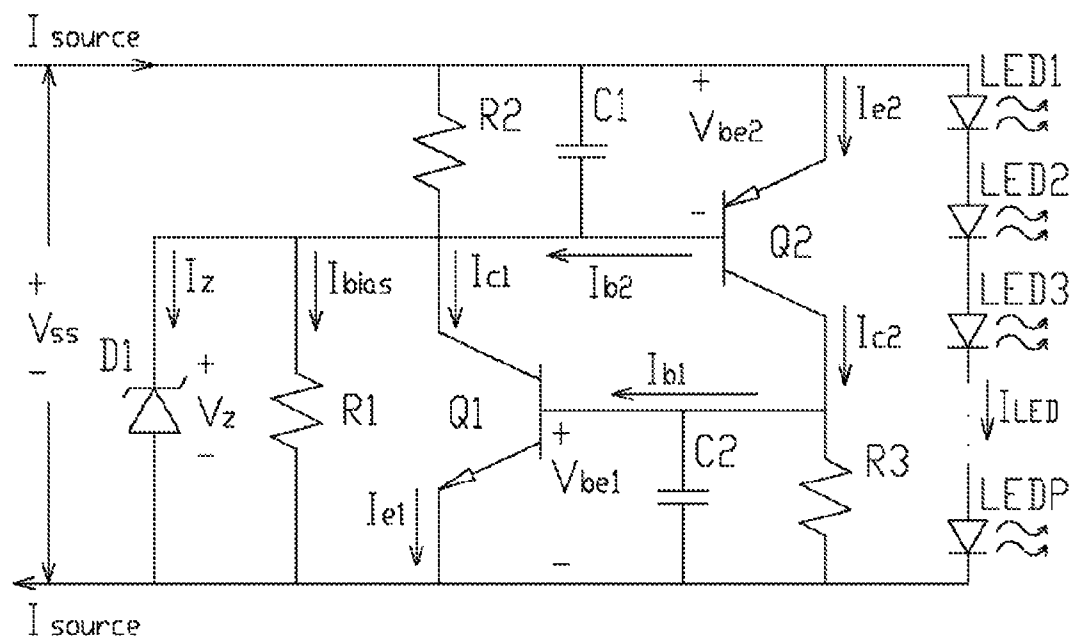 I source
LED1
R2
C1
+
Vbe2
-
Ie2
LED2
Q2
Iz
Ibias
Ic1
Ib2
LED3
+
Vss
-
D1
+
Vz
-
R1
Q1
Ib1
Ic2
ILED
+
Vbe1
-
C2
R3
LEDP
Ie1
I source